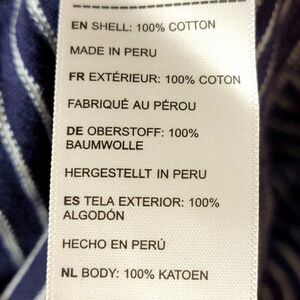 EN SHELL: 100% COTTON
MADE IN PERU
FR EXTÉRIEUR: 100% COTON
FABRIQUÉ AU PÉROU
DE OBERSTOFF: 100%
BAUMWOLLE
HERGESTELLT IN PERU
ES TELA EXTERIOR: 100%
ALGODÓN
HECHO EN PERÚ
NL BODY: 100% KATOEN